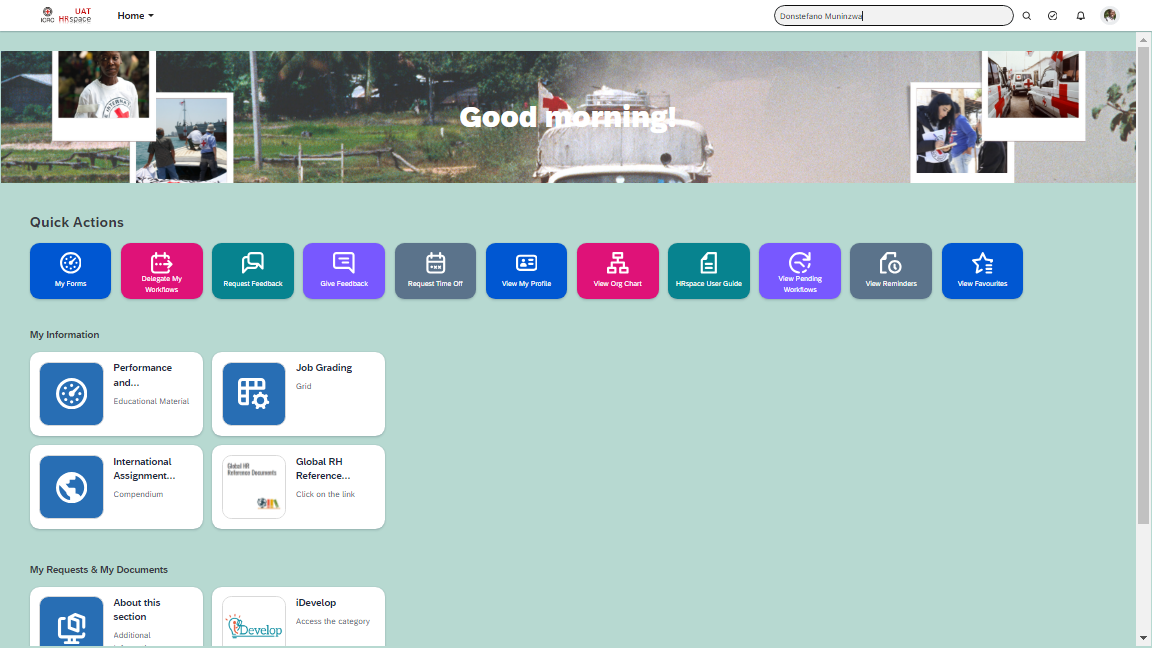 ICRC
UAT
HRspace
Home
Donstefano Muninzwa
Good morning!
Quick Actions
My Forms
Delegate My
Workflows
Request Feedback
Give Feedback
Request Time Off
View My Profile
View Org Chart
HRspace User Guide
View Pending
Workflows
View Reminders
View Favourites
My Information
Performance
and...
Educational Material
Job Grading
Grid
International
Assignment...
Compendium
Global HR
Reference Documents
Global RH
Reference...
Click on the link
My Requests & My Documents
About this
section
Additional
iDevelop
iDevelop
Access the category